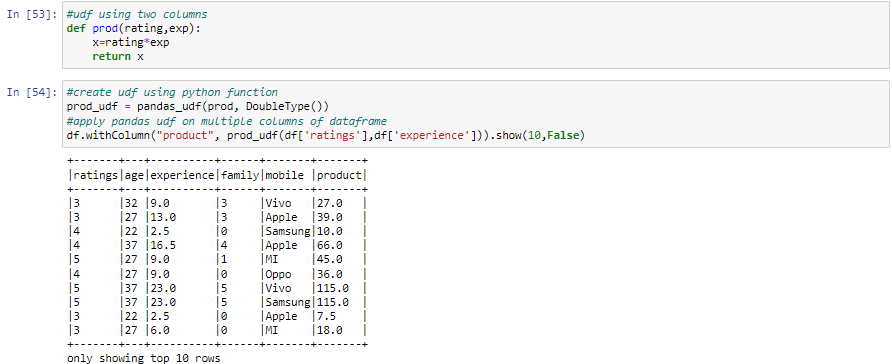 In [53]: #udf using two columns
def prod(rating,exp):
    x=rating*exp
    return x
In [54]: #create udf using python function
prod_udf = pandas_udf(prod, DoubleType())
#apply pandas udf on multiple columns of dataframe
df.withColumn("product", prod_udf(df['ratings'],df['experience'])).show(10,False)
+-------+---+----------+------+-------+-------+
|ratings|age|experience|family|mobile |product|
+-------+---+----------+------+-------+-------+
|3      |32 |9.0       |3     |Vivo   |27.0   |
|3      |27 |13.0      |3     |Apple  |39.0   |
|4      |22 |2.5       |0     |Samsung|10.0   |
|4      |37 |16.5      |4     |Apple  |66.0   |
|5      |27 |9.0       |1     |MI     |45.0   |
|4      |27 |9.0       |0     |Oppo   |36.0   |
|5      |37 |23.0      |5     |Vivo   |115.0  |
|5      |37 |23.0      |5     |Samsung|115.0  |
|3      |22 |2.5       |0     |Apple  |7.5    |
|3      |27 |6.0       |0     |MI     |18.0   |
+-------+---+----------+------+-------+-------+
only showing top 10 rows